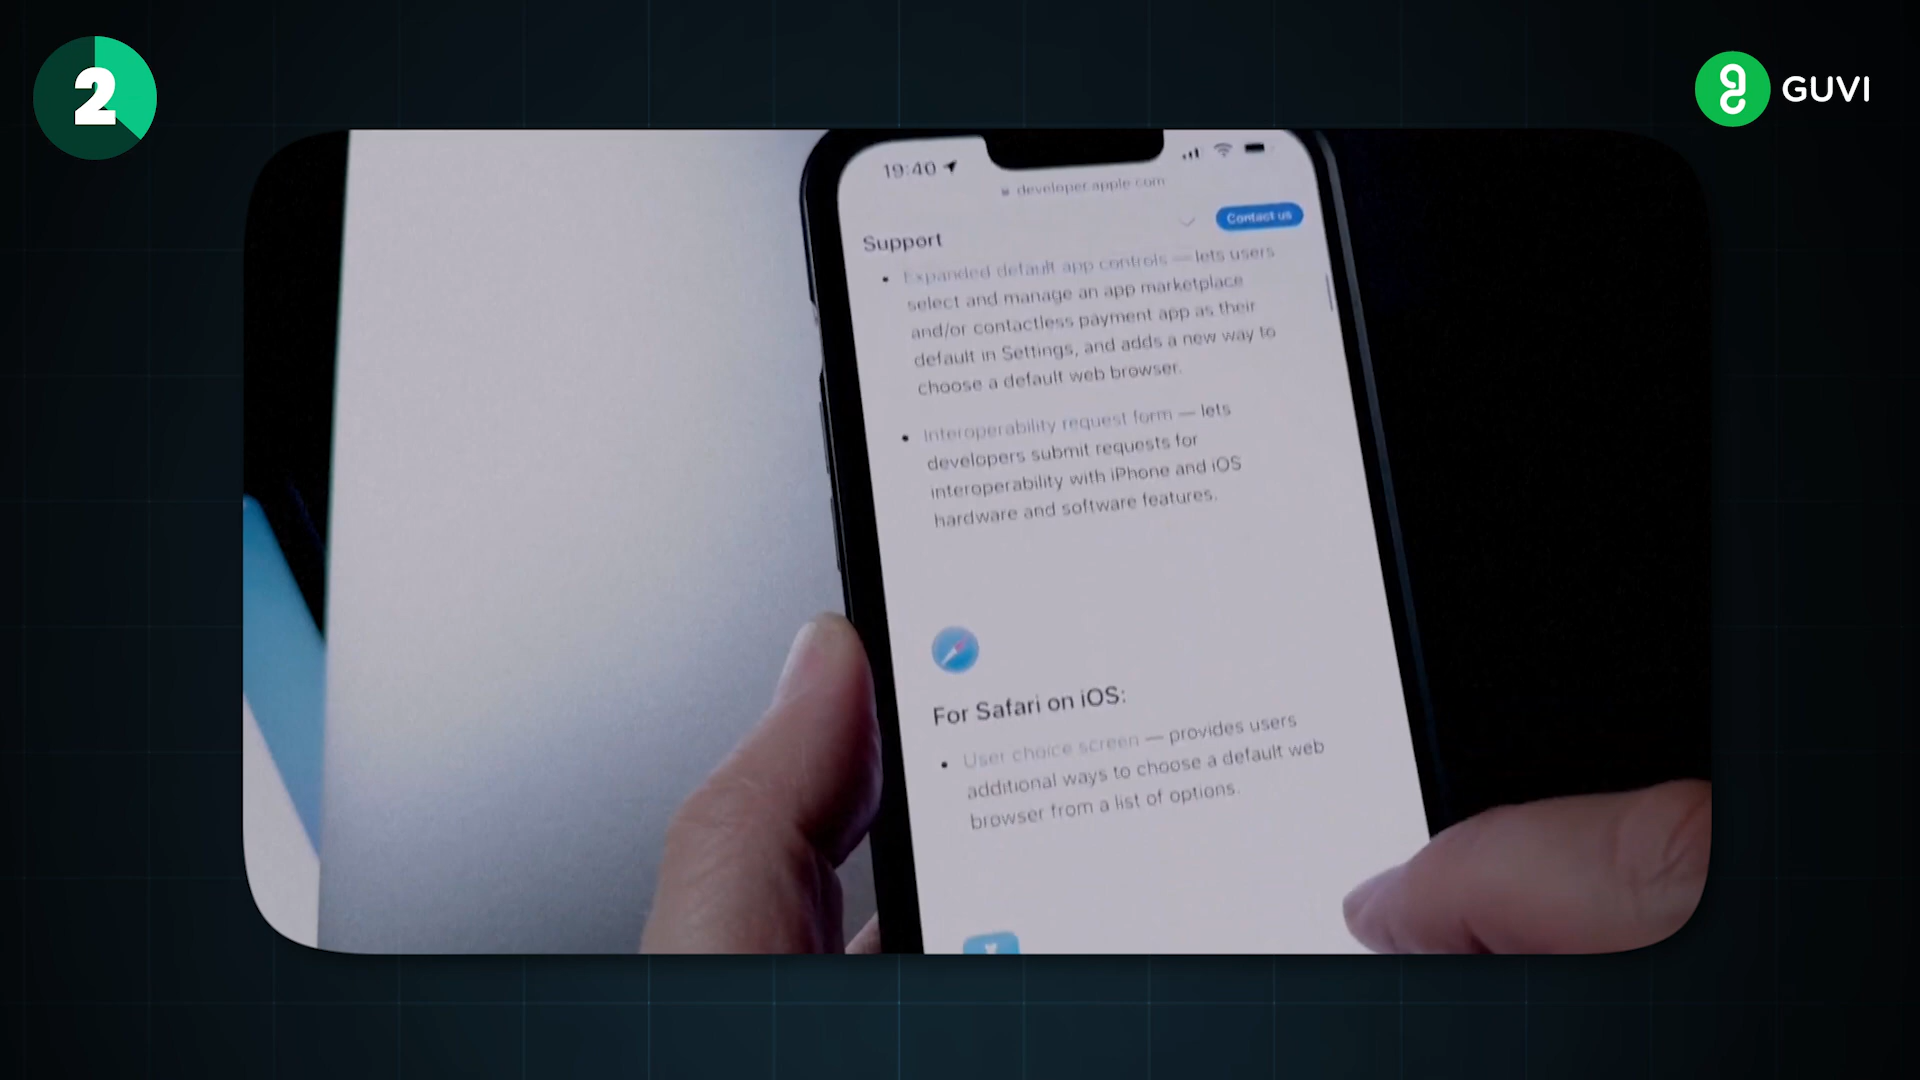 2
GUVI
19:40
developer.apple.com
Contact us
Support
Expanded default app controls — lets users
select and manage an app marketplace
and/or contactless payment app as their
default in Settings, and adds a new way to
choose a default web browser.
Interoperability request form — lets
developers submit requests for
interoperability with iPhone and iOS
hardware and software features.
For Safari on iOS:
User choice screen — provides users
additional ways to choose a default web
browser from a list of options.